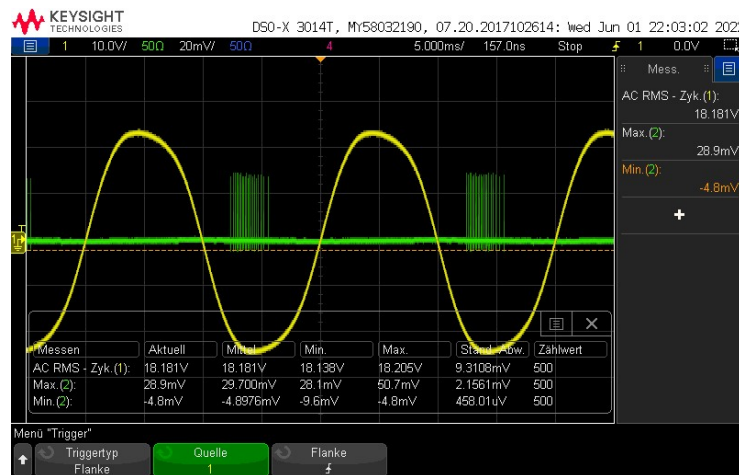 KEYSIGHT
TECHNOLOGIES
DSO-X 3014T, MY58032190, 07.20.2017102614: Wed Jun 01 22:03:02 202
1 10.0V/ 50Ω 20mV/ 50Ω 4 5.000ms/ 157.0ns Stop 1 0.0V
Mess.
AC RMS - Zyk.(1):
18.181V
Max.(2):
28.9mV
Min.(2):
-4.8mV
+
T
1
Messen Aktuell Mittel Min. Max. Stand. Abw. Zählwert
AC RMS - Zyk.(1): 18.181V 18.181V 18.138V 18.205V 9.3108mV 500
Max.(2): 28.9mV 29.700mV 28.1mV 50.7mV 2.1561mV 500
Min.(2): -4.8mV -4.8976mV -9.6mV -4.8mV 458.01uV 500
Menü "Trigger"
Triggertyp Quelle Flanke
Flanke 1